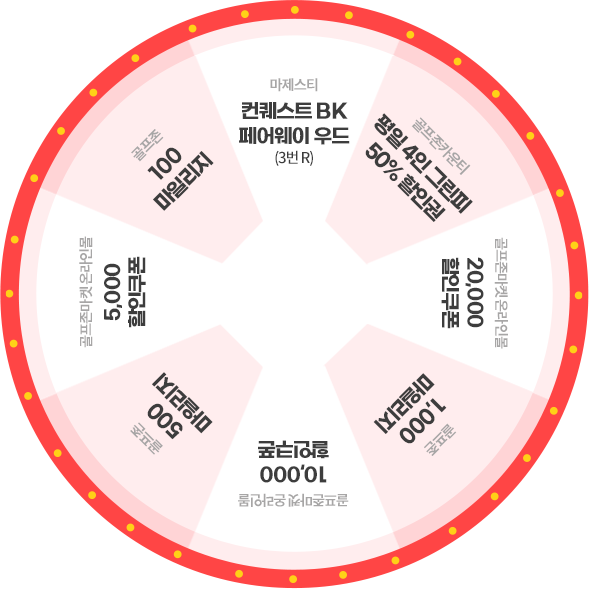 마제스티
컨퀘스트 BK
페어웨이 우드
(3번 R)
골프존카운티
평일 4인 그린피
50% 할인권
골프존마켓 온라인몰
20,000
할인쿠폰
골프존
1,000
마일리지
골프존마켓 온라인몰
10,000
할인쿠폰
골프존
500
마일리지
골프존마켓 온라인몰
5,000
할인쿠폰
골프존
100
마일리지